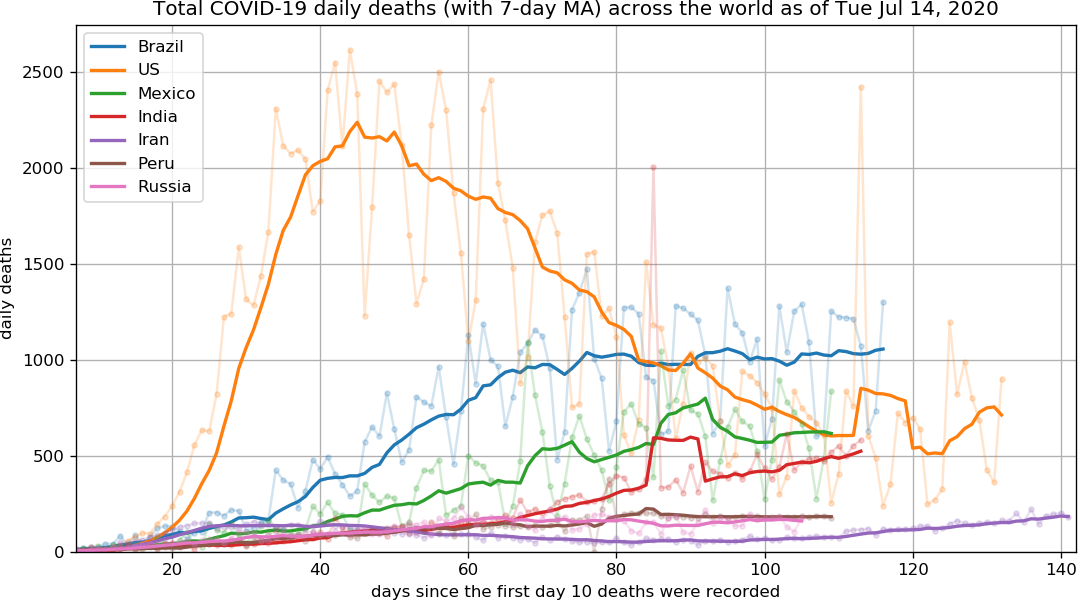 Total COVID-19 daily deaths (with 7-day MA) across the world as of Tue Jul 14, 2020
Brazil
US
Mexico
India
Iran
Peru
Russia
2500
2000
1500
1000
500
0
daily deaths
20
40
60
80
100
120
140
days since the first day 10 deaths were recorded